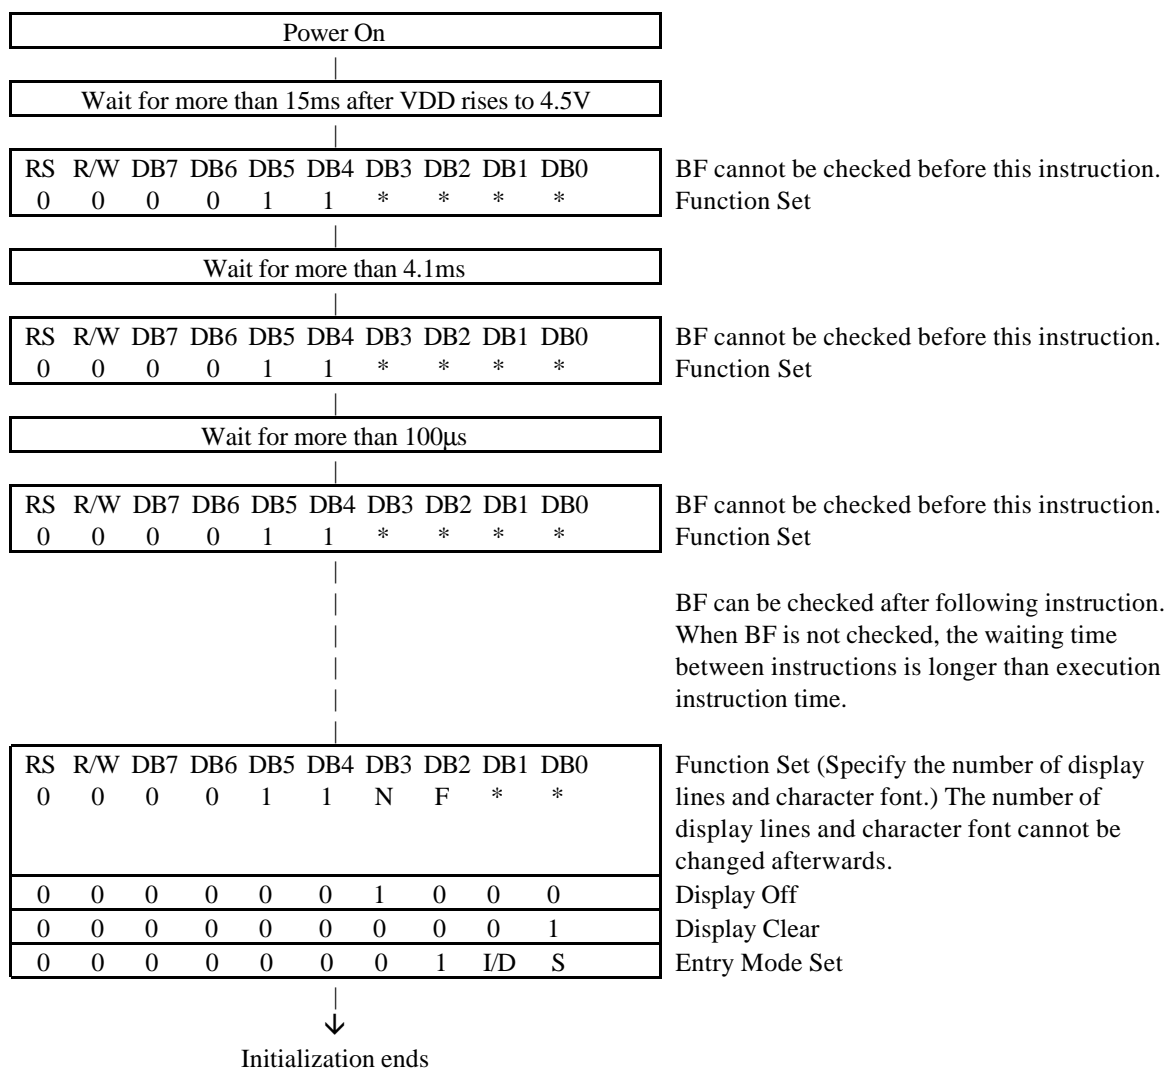 Power On
Wait for more than 15ms after VDD rises to 4.5V
RS R/W DB7 DB6 DB5 DB4 DB3 DB2 DB1 DB0 BF cannot be checked before this instruction.
0 0 0 0 1 1 * * * * Function Set
Wait for more than 4.1ms
RS R/W DB7 DB6 DB5 DB4 DB3 DB2 DB1 DB0 BF cannot be checked before this instruction.
0 0 0 0 1 1 * * * * Function Set
Wait for more than 100μs
RS R/W DB7 DB6 DB5 DB4 DB3 DB2 DB1 DB0 BF cannot be checked before this instruction.
0 0 0 0 1 1 * * * * Function Set
BF can be checked after following instruction.
When BF is not checked, the waiting time
between instructions is longer than execution
instruction time.
RS R/W DB7 DB6 DB5 DB4 DB3 DB2 DB1 DB0 Function Set (Specify the number of display
0 0 0 0 1 1 N F * * lines and character font.) The number of
display lines and character font cannot be
changed afterwards.
0 0 0 0 0 0 1 0 0 0 Display Off
0 0 0 0 0 0 0 0 0 1 Display Clear
0 0 0 0 0 0 0 1 I/D S Entry Mode Set
Initialization ends